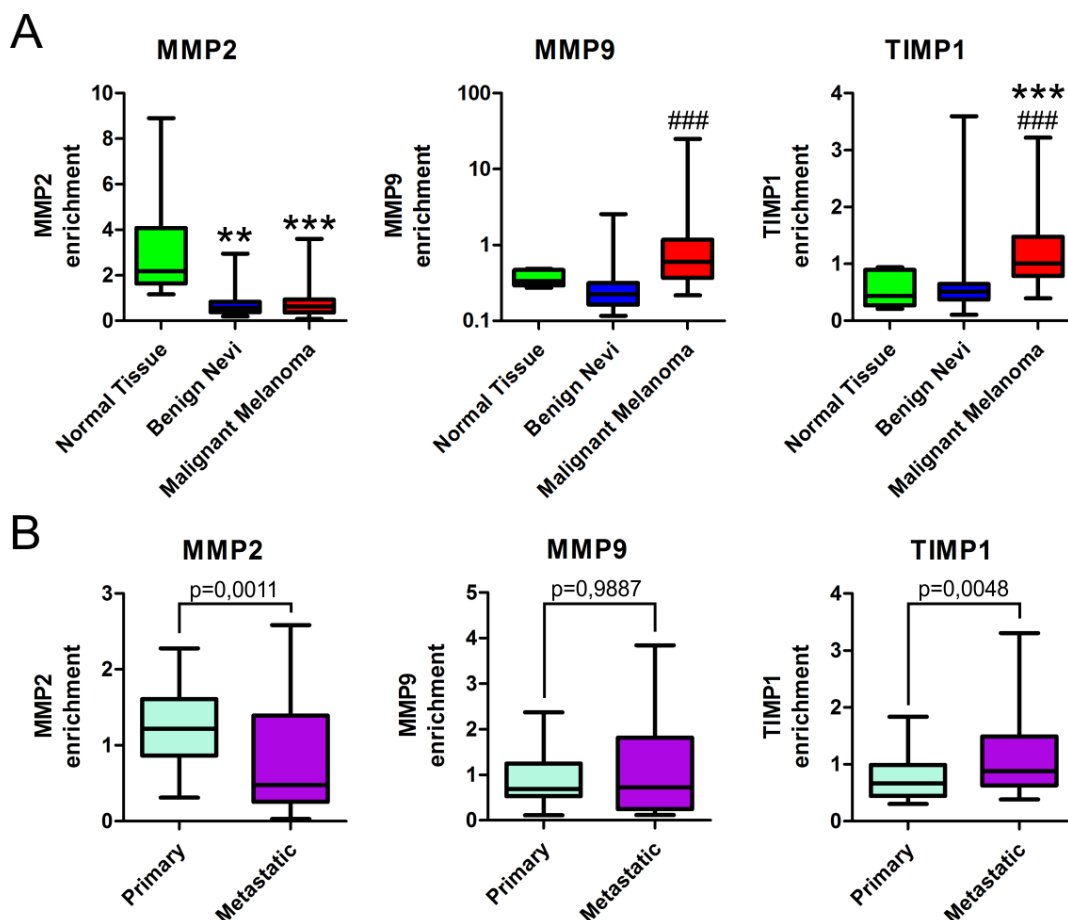 A
MMP2
MMP2
enrichment
10
8
6
4
2
0
**
***
Normal Tissue
Benign Nevi
Malignant Melanoma
MMP9
MMP9
enrichment
100
10
1
0.1
###
Normal Tissue
Benign Nevi
Malignant Melanoma
TIMP1
TIMP1
enrichment
4
3
2
1
0
***
###
Normal Tissue
Benign Nevi
Malignant Melanoma
B
MMP2
MMP2
enrichment
3
2
1
0
p=0,0011
Primary
Metastatic
MMP9
MMP9
enrichment
5
4
3
2
1
0
p=0,9887
Primary
Metastatic
TIMP1
TIMP1
enrichment
4
3
2
1
0
p=0,0048
Primary
Metastatic